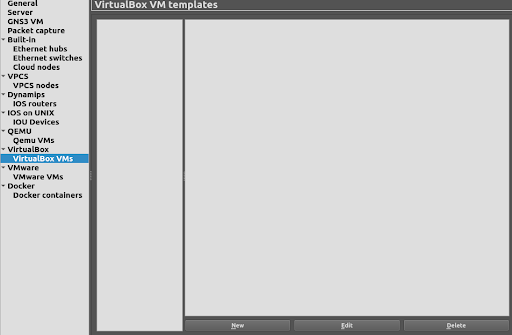 General
Server
GNS3 VM
Packet capture
Built-in
Ethernet hubs
Ethernet switches
Cloud nodes
VPCS
VPCS nodes
Dynamips
IOS routers
IOS on UNIX
IOU Devices
QEMU
Qemu VMs
VirtualBox
VirtualBox VMs
VMware
VMware VMs
Docker
Docker containers
VirtualBox VM templates
New
Edit
Delete